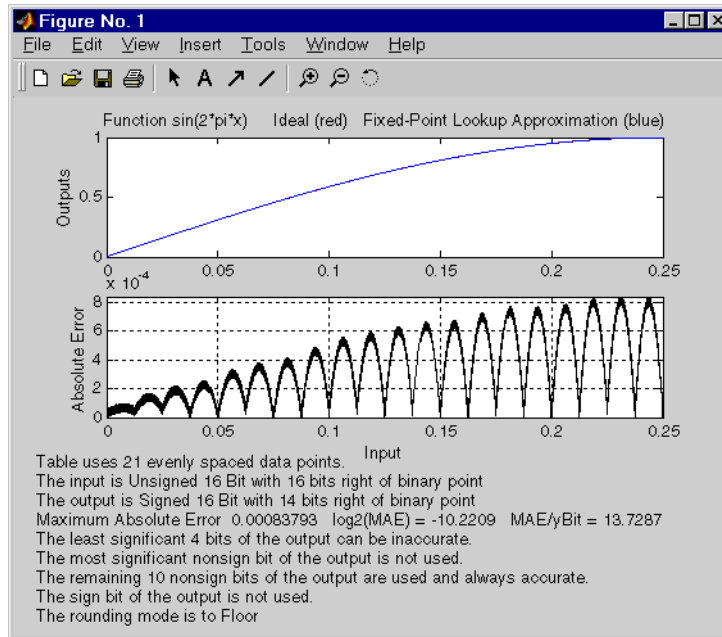 Figure No. 1
File Edit View Insert Tools Window Help
A
Function sin(2*pi*x) Ideal (red) Fixed-Point Lookup Approximation (blue)
1
0.5
0
Outputs
0 0.05 0.1 0.15 0.2 0.25
x 10^-4
8
6
4
2
0
Absolute Error
0 0.05 0.1 0.15 0.2 0.25
Input
Table uses 21 evenly spaced data points.
The input is Unsigned 16 Bit with 16 bits right of binary point
The output is Signed 16 Bit with 14 bits right of binary point
Maximum Absolute Error 0.00083793 log2(MAE) = -10.2209 MAE/yBit = 13.7287
The least significant 4 bits of the output can be inaccurate.
The most significant nonsign bit of the output is not used.
The remaining 10 nonsign bits of the output are used and always accurate.
The sign bit of the output is not used.
The rounding mode is to Floor